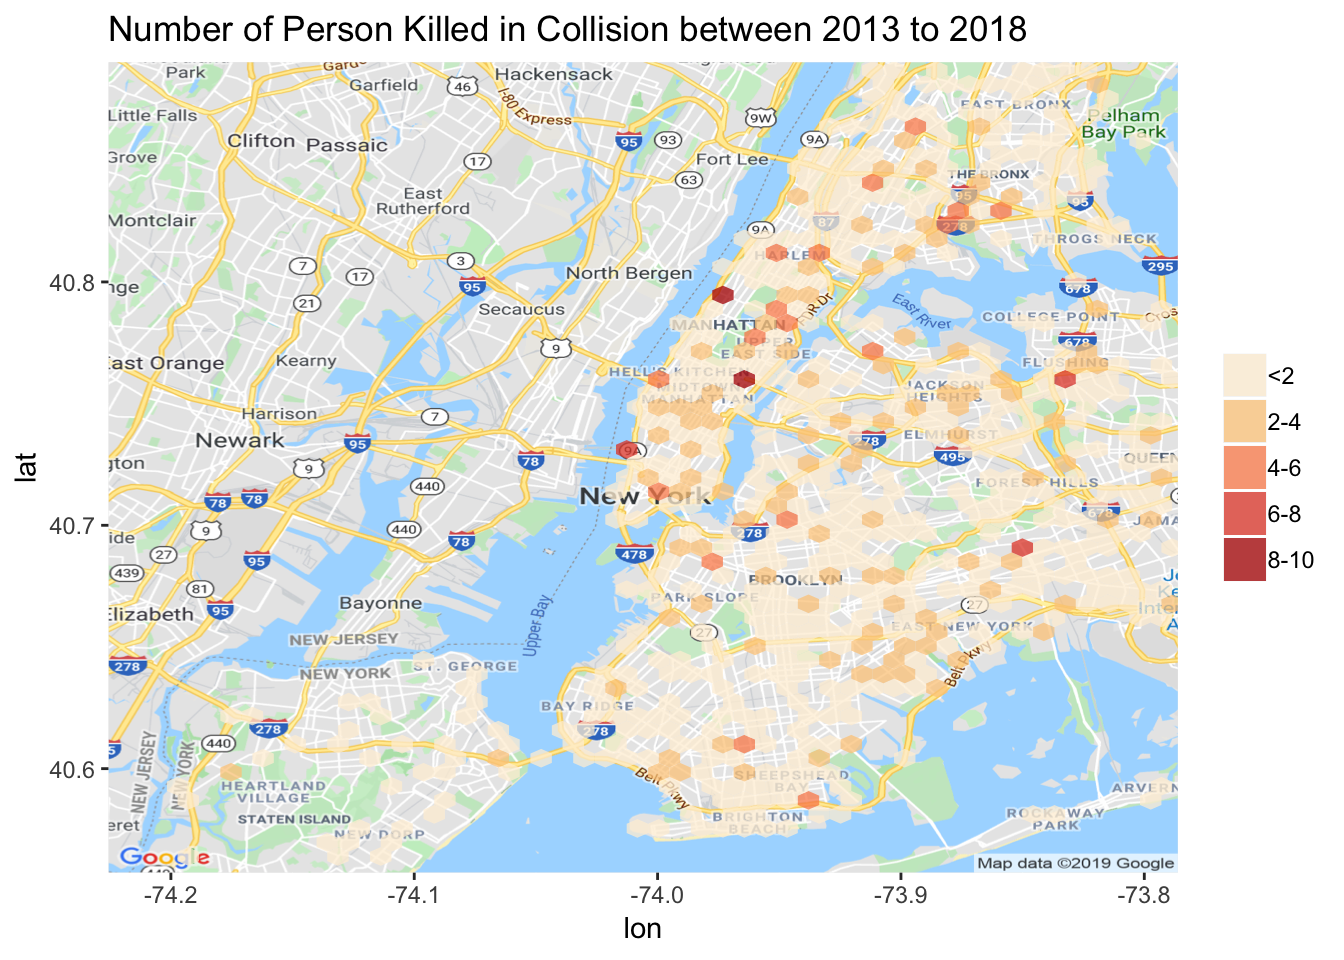 Number of Person Killed in Collision between 2013 to 2018
Park
Hackensack
Garfield
46
I-80 Express
Little Falls
9W
EAST BRONX
Pelham
Bay Park
Clifton
Passaic
95
93
9A
Grove
17
Fort Lee
63
THE BRONX
95
East
Rutherford
95
Montclair
87
278
9A
THROGS NECK
HARLEM
7
17
3
North Bergen
295
nge
95
678
21
Secaucus
East River
COLLEGE POINT
Cros
MANHATTAN
FDR Dr
UPPER
EAST SIDE
9
678
ast Orange
Kearny
HELL'S KITCHEN
FLUSHING
MIDTOWN
MANHATTAN
JACKSON
HEIGHTS
Harrison
7
Newark
95
278
ELMHURST
9A
495
QUEEN
gton
9
78
FOREST HILLS
440
New York
78
78
678
JAMA
9
440
278
ide
78
478
27
95
439
BROOKLYN
81
PARK SLOPE
Elizabeth
95
Bayonne
27
EAST NEW YORK
27
Upper Bay
NEW JERSEY
NEW YORK
ST. GEORGE
278
Belt Pkwy
BAY RIDGE
278
278
440
NEW JERSEY
NEW YORK
Belt Pkwy
SHEEPSHEAD
BAY
HEARTLAND
VILLAGE
ARVERN
STATEN ISLAND
BRIGHTON
BEACH
ROCKAWAY
PARK
eret
NEW DORP
Google
Map data ©2019 Google
40.8
40.7
40.6
lat
-74.2
-74.1
-74.0
-73.9
-73.8
lon
<2
2-4
4-6
6-8
8-10